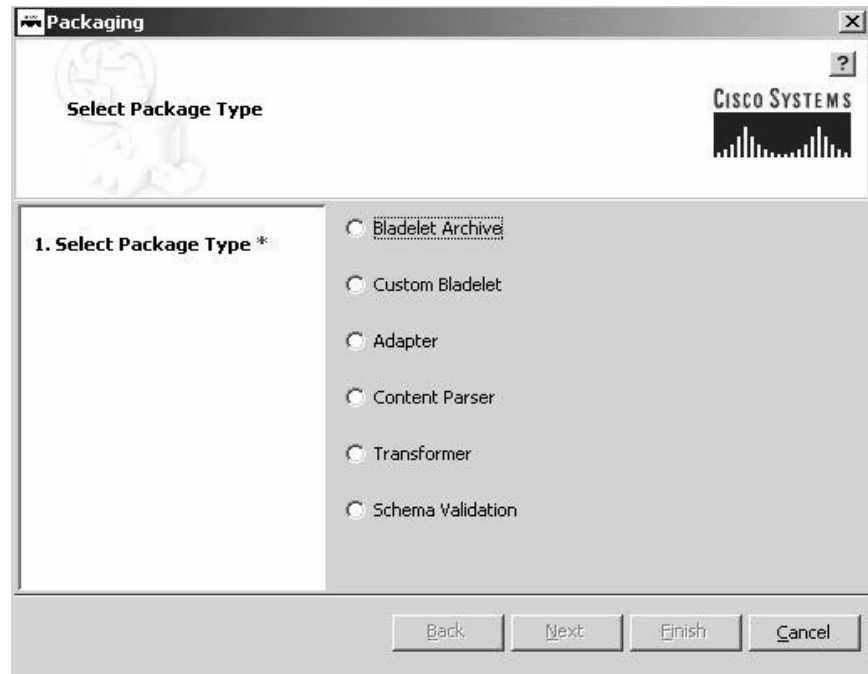 Packaging
?
Select Package Type
CISCO SYSTEMS
1. Select Package Type *
Bladelet Archive
Custom Bladelet
Adapter
Content Parser
Transformer
Schema Validation
Back
Next
Finish
Cancel